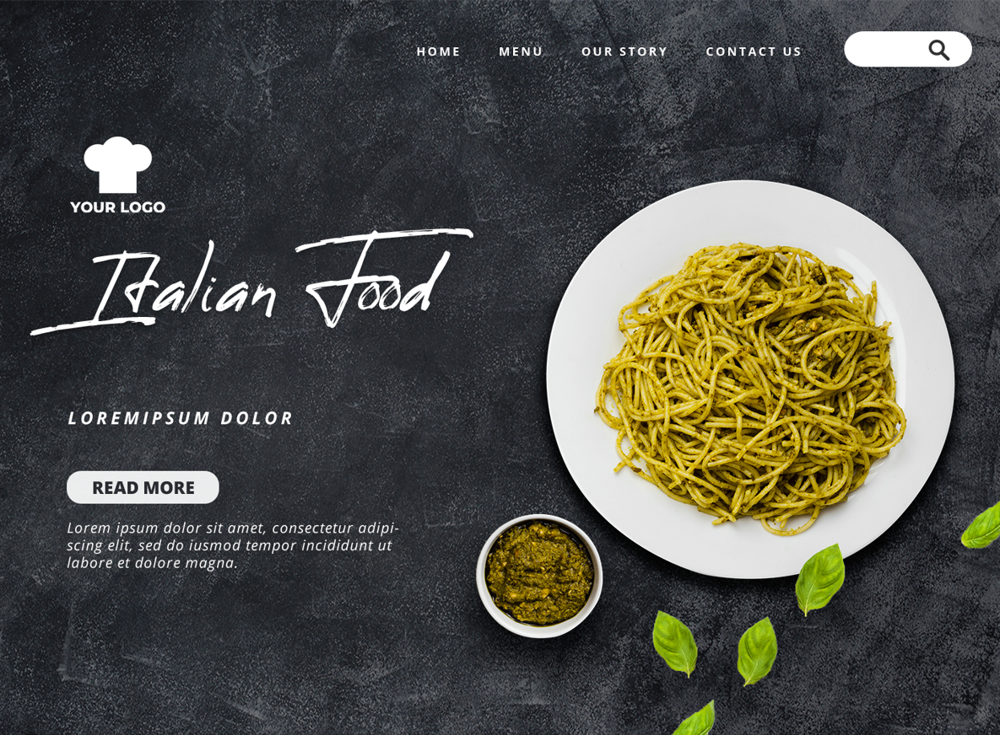 HOME MENU OUR STORY CONTACT US
YOUR LOGO
Italian Food
LOREMIPSUM DOLOR
READ MORE
Lorem ipsum dolor sit amet, consectetur adipi-
scing elit, sed do iusmod tempor incididunt ut
labore et dolore magna.